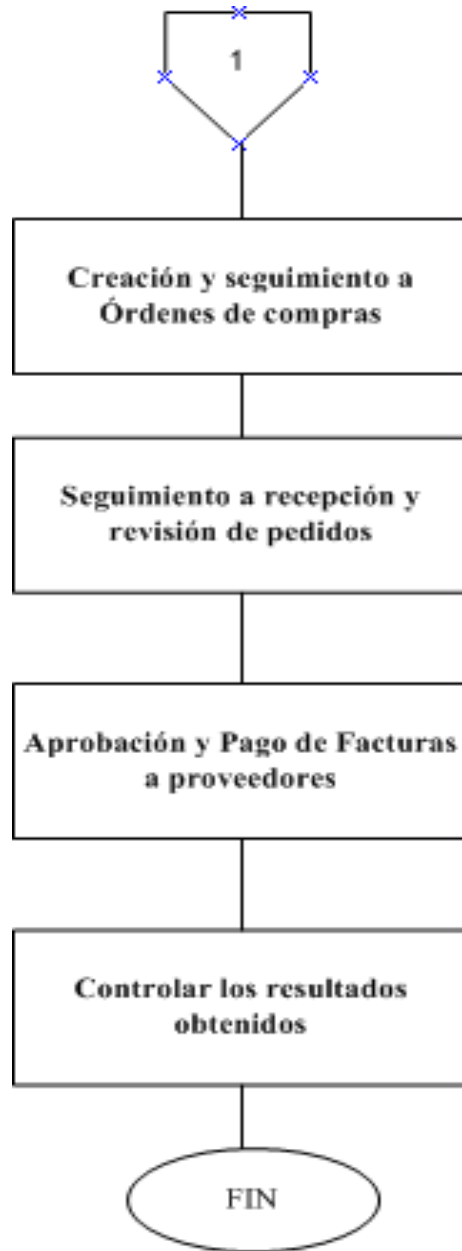 1
Creación y seguimiento a
Órdenes de compras
Seguimiento a recepción y
revisión de pedidos
Aprobación y Pago de Facturas
a proveedores
Controlar los resultados
obtenidos
FIN